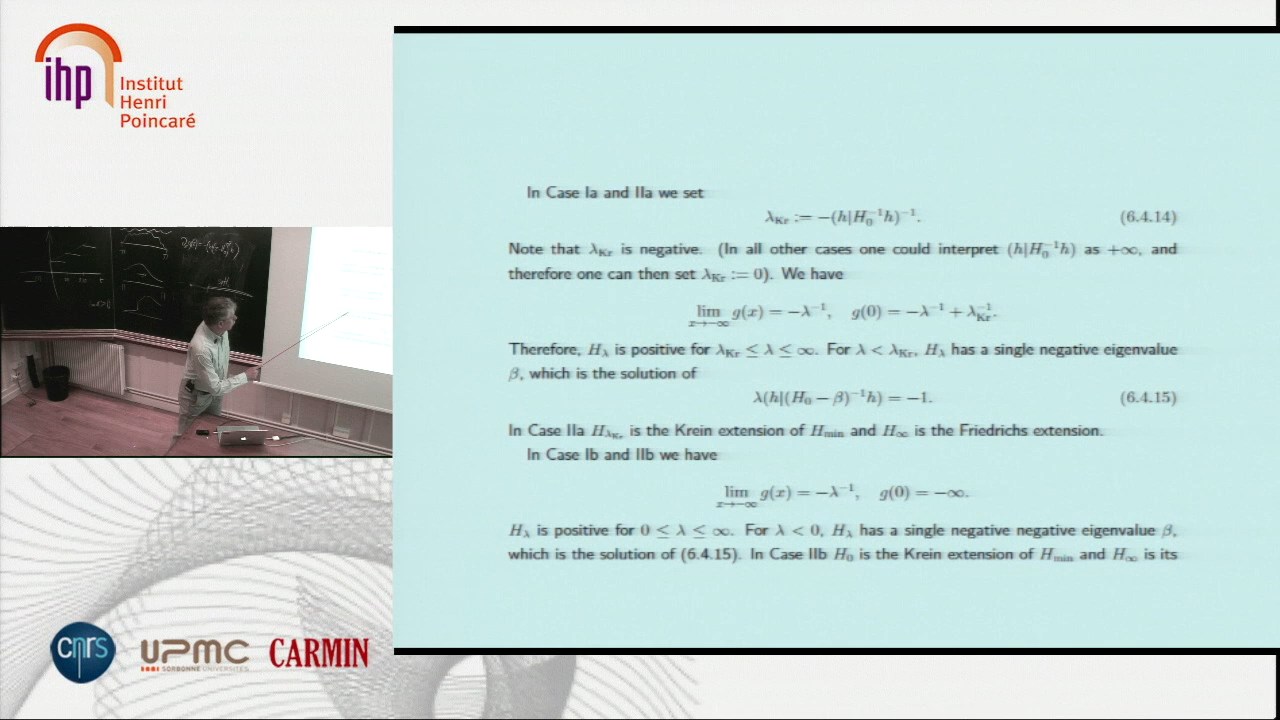 ihp
Institut
Henri
Poincaré
In Case Ia and IIa we set
λ_Kr := −(h|H_0^{−1}h)^{−1}. (6.4.14)
Note that λ_Kr is negative. (In all other cases one could interpret (h|H_0^{−1}h) as +∞, and
therefore one can then set λ_Kr := 0). We have
lim_{x→−∞} g(x) = −λ^{−1}, g(0) = −λ^{−1} + λ_Kr^{−1}.
Therefore, H_λ is positive for λ_Kr ≤ λ ≤ ∞. For λ < λ_Kr, H_λ has a single negative eigenvalue
β, which is the solution of
λ(h|(H_0 − β)^{−1}h) = −1. (6.4.15)
In Case IIa H_{λ_Kr} is the Krein extension of H_min and H_∞ is the Friedrichs extension.
In Case Ib and IIb we have
lim_{x→−∞} g(x) = −λ^{−1}, g(0) = −∞.
H_λ is positive for 0 ≤ λ ≤ ∞. For λ < 0, H_λ has a single negative negative eigenvalue β,
which is the solution of (6.4.15). In Case IIb H_0 is the Krein extension of H_min and H_∞ is its
cnrs
UPMC
SORBONNE UNIVERSITÉS
CARMIN